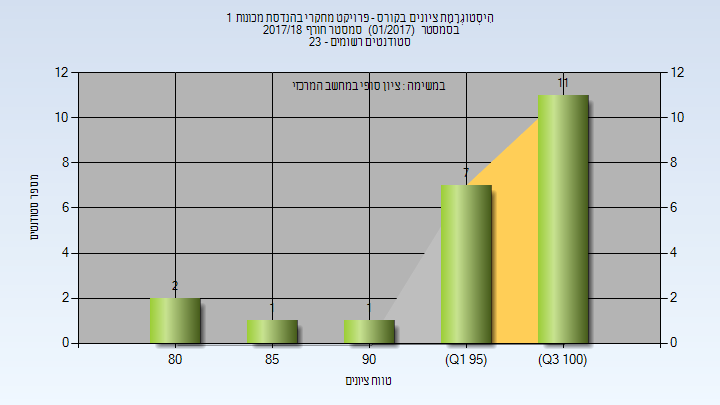 הִיסְטוֹגְרָמַת ציונים בקורס - פרויקט מחקרי בהנדסת מכונות 1
בסמסטר (01/2017) סמסטר חורף 2017/18
סטודנטים רשומים - 23
במשימה : ציון סופי במחשב המרכזי
12 12
10 10
8 8
6 6
4 4
2 2
0 0
מספר סטודנטים
2 1 1 7 11
80 85 90 (Q1 95) (Q3 100)
טווח ציונים